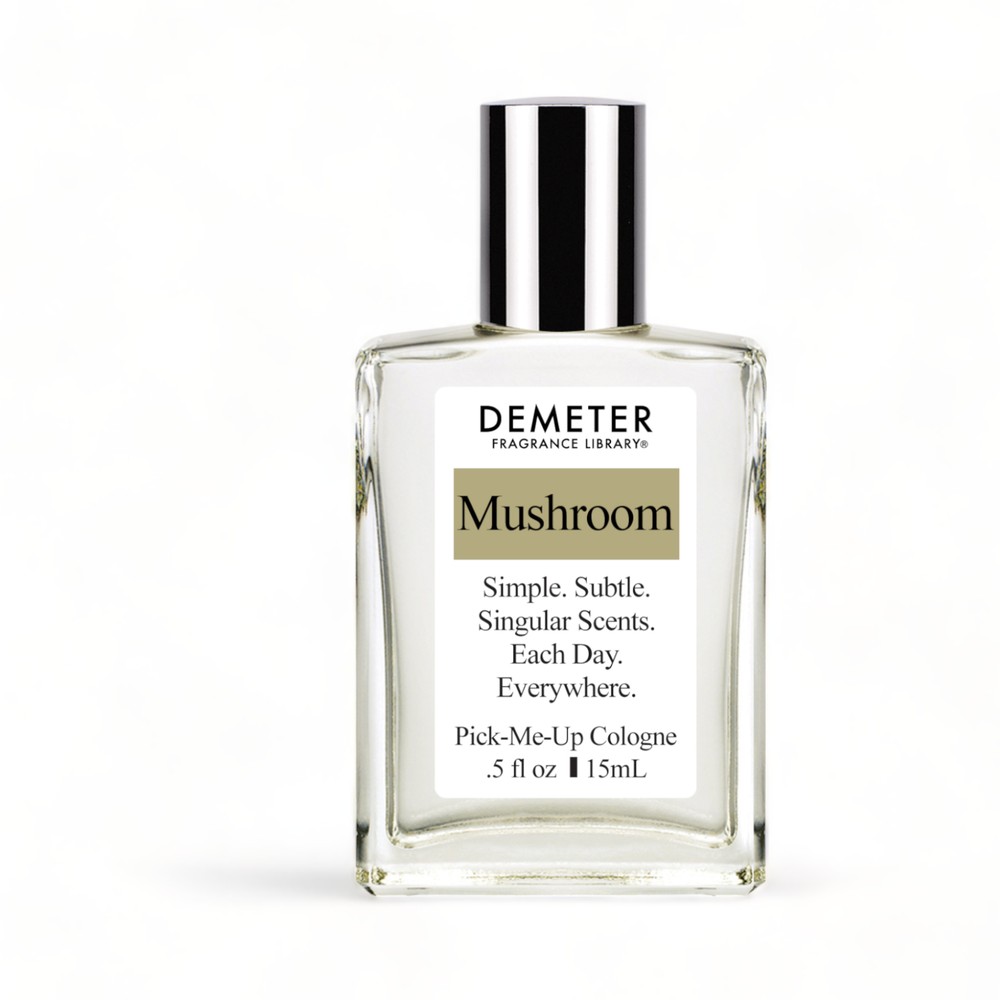 DEMETER
FRAGRANCE LIBRARY®
Mushroom
Simple. Subtle.
Singular Scents.
Each Day.
Everywhere.
Pick-Me-Up Cologne
.5 fl oz ▮ 15mL